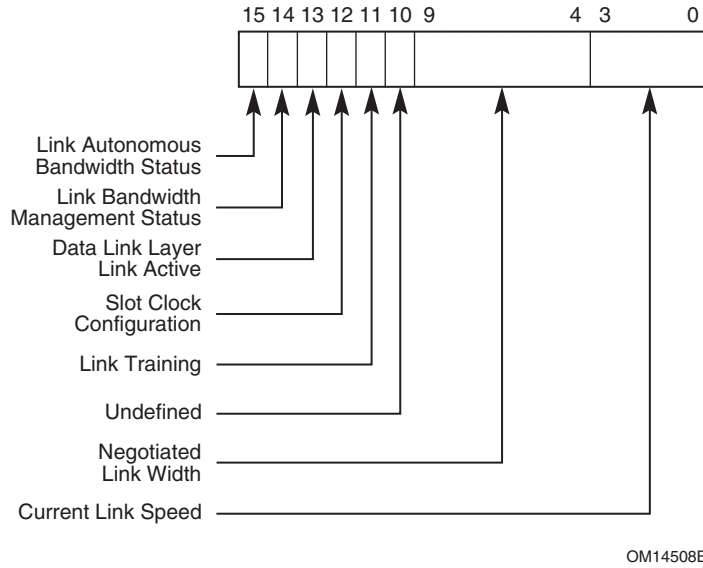 15 14 13 12 11 10 9 4 3 0
Link Autonomous
Bandwidth Status
Link Bandwidth
Management Status
Data Link Layer
Link Active
Slot Clock
Configuration
Link Training
Undefined
Negotiated
Link Width
Current Link Speed
OM14508B